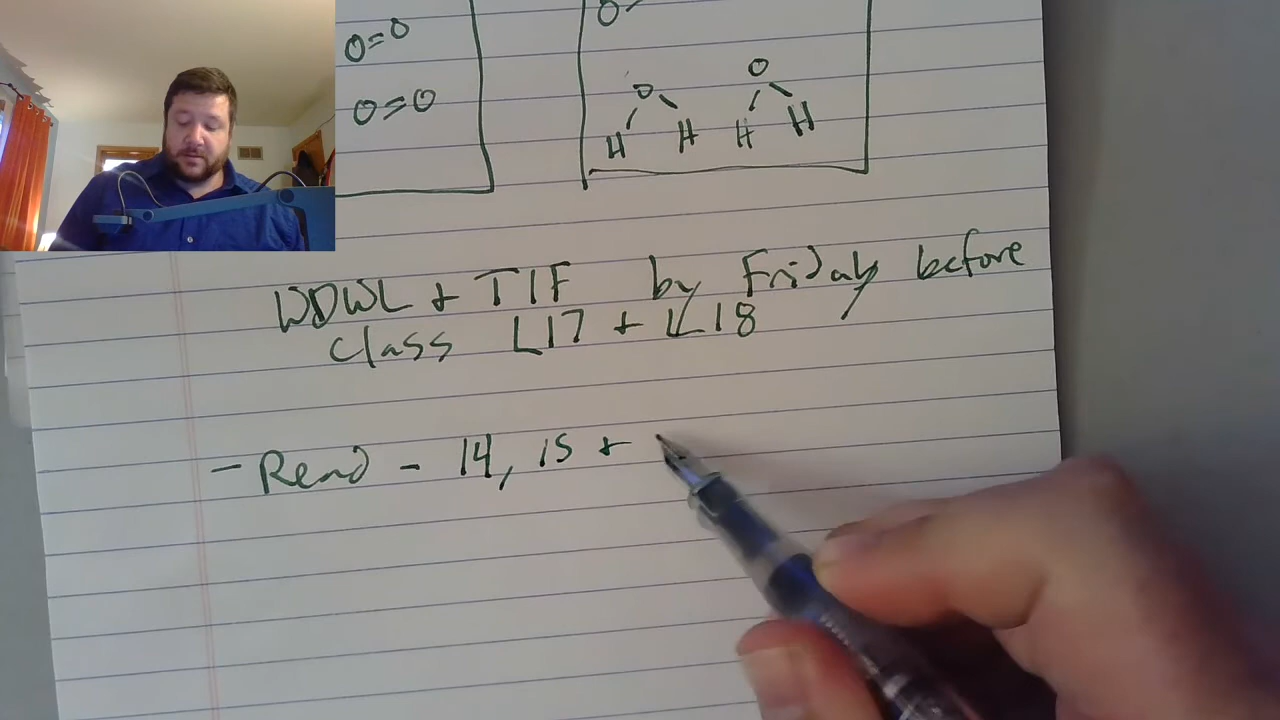 O=O
O=O
O
O O
H H H H
WDWL + TIF by Friday before
class L17 + L18
- Read - 14, 15 +